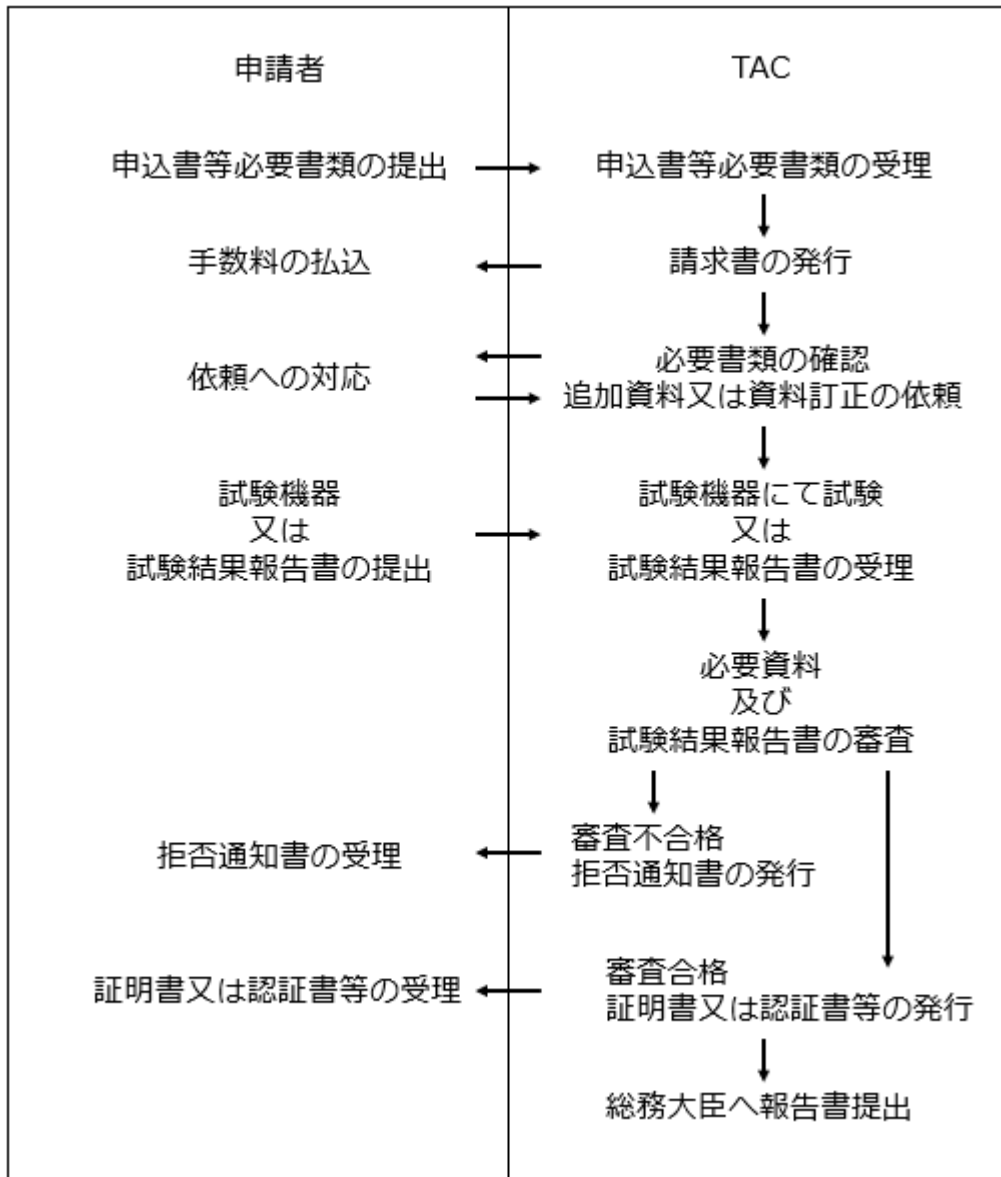 申請者
TAC
申込書等必要書類の提出
申込書等必要書類の受理
手数料の払込
請求書の発行
依頼への対応
必要書類の確認
追加資料又は資料訂正の依頼
試験機器
又は
試験結果報告書の提出
試験機器にて試験
又は
試験結果報告書の受理
必要資料
及び
試験結果報告書の審査
拒否通知書の受理
審査不合格
拒否通知書の発行
証明書又は認証書等の受理
審査合格
証明書又は認証書等の発行
総務大臣へ報告書提出